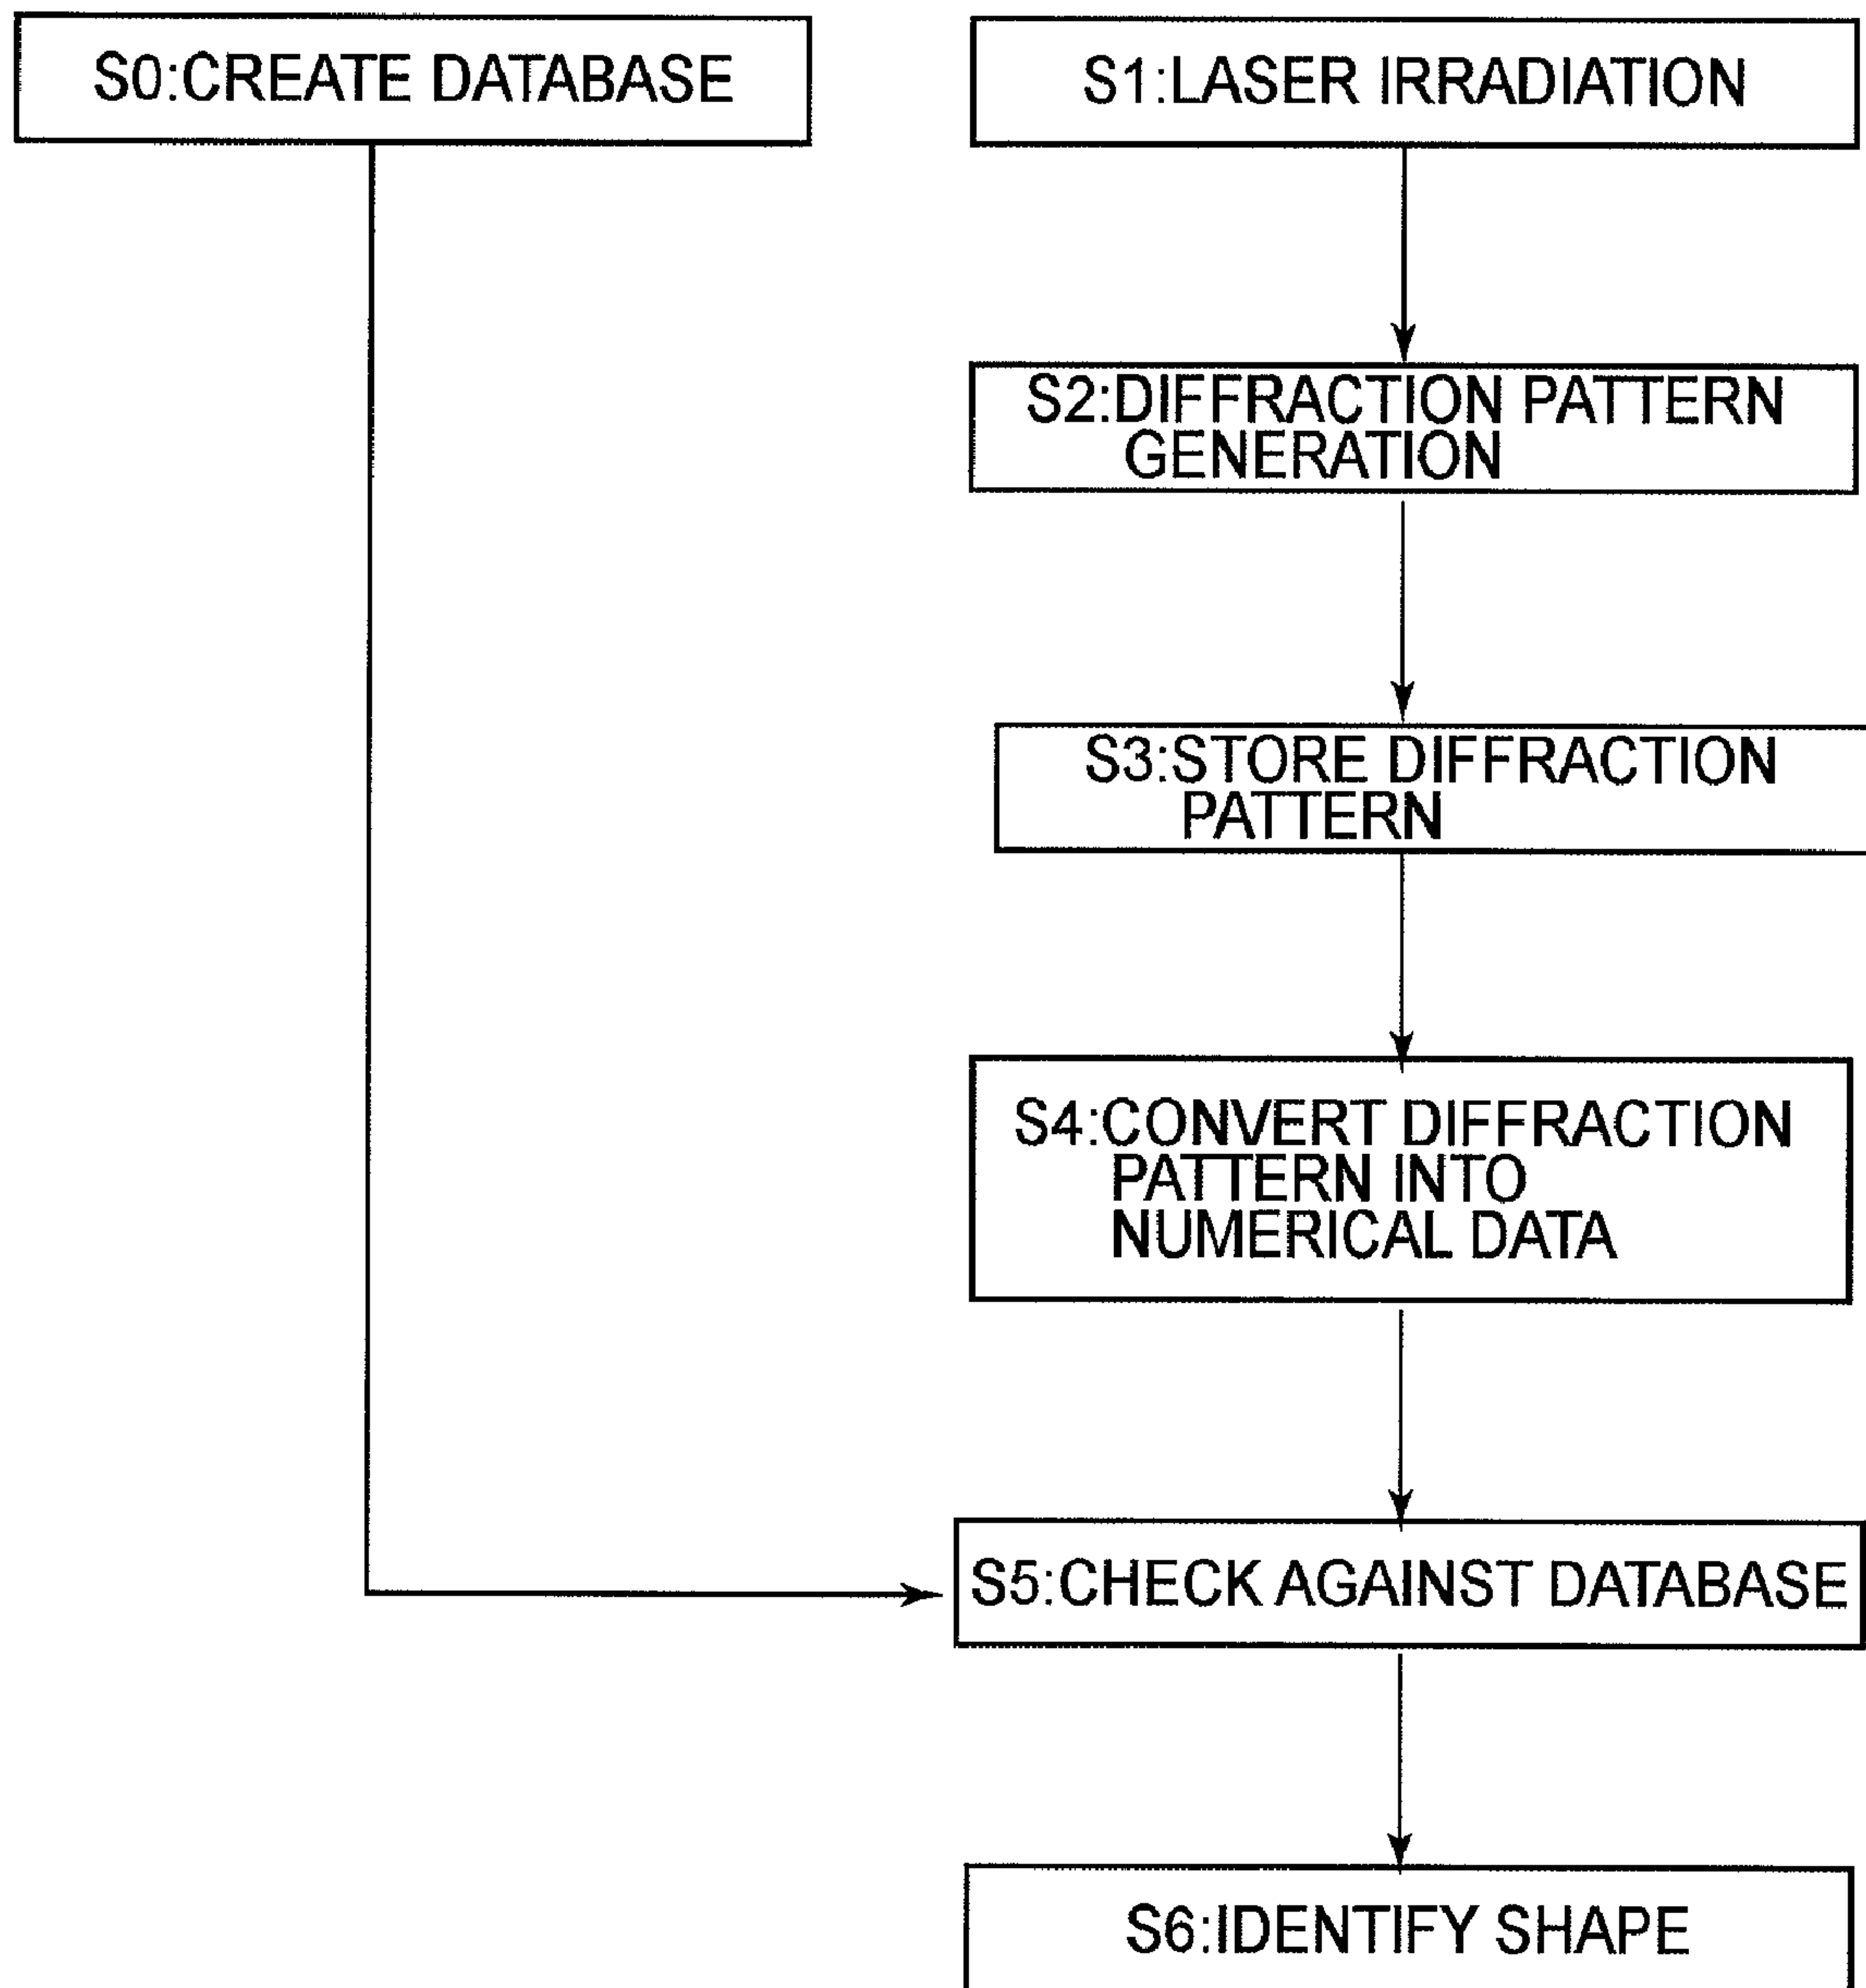 S0:CREATE DATABASE
S1:LASER IRRADIATION
S2:DIFFRACTION PATTERN
GENERATION
S3:STORE DIFFRACTION
PATTERN
S4:CONVERT DIFFRACTION
PATTERN INTO
NUMERICAL DATA
S5:CHECK AGAINST DATABASE
S6:IDENTIFY SHAPE